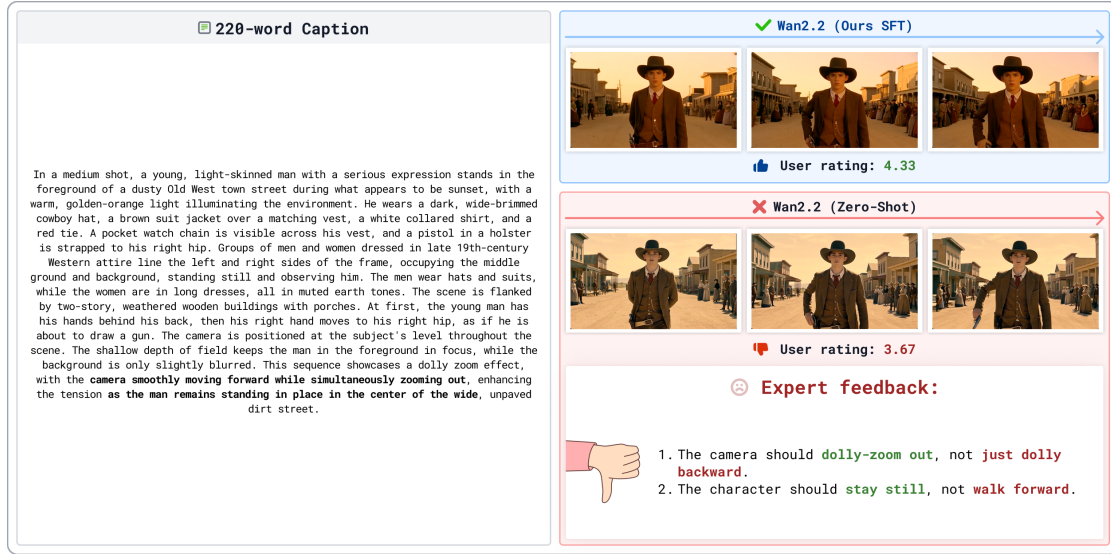 220-word Caption
In a medium shot, a young, light-skinned man with a serious expression stands in the
foreground of a dusty Old West town street during what appears to be sunset, with a
warm, golden-orange light illuminating the environment. He wears a dark, wide-brimmed
cowboy hat, a brown suit jacket over a matching vest, a white collared shirt, and a
red tie. A pocket watch chain is visible across his vest, and a pistol in a holster
is strapped to his right hip. Groups of men and women dressed in late 19th-century
Western attire line the left and right sides of the frame, occupying the middle
ground and background, standing still and observing him. The men wear hats and suits,
while the women are in long dresses, all in muted earth tones. The scene is flanked
by two-story, weathered wooden buildings with porches. At first, the young man has
his hands behind his back, then his right hand moves to his right hip, as if he is
about to draw a gun. The camera is positioned at the subject's level throughout the
scene. The shallow depth of field keeps the man in the foreground in focus, while the
background is only slightly blurred. This sequence showcases a dolly zoom effect,
with the camera smoothly moving forward while simultaneously zooming out, enhancing
the tension as the man remains standing in place in the center of the wide, unpaved
dirt street.
Wan2.2 (Ours SFT)
User rating: 4.33
Wan2.2 (Zero-Shot)
User rating: 3.67
Expert feedback:
1. The camera should dolly-zoom out, not just dolly
backward.
2. The character should stay still, not walk forward.